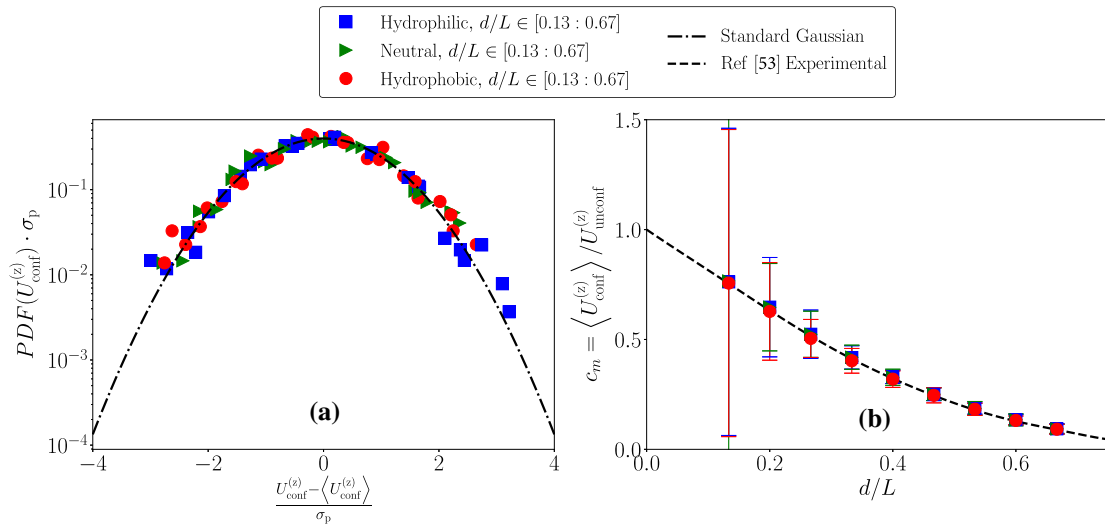 Hydrophilic, d/L ∈ [0.13 : 0.67]
Neutral, d/L ∈ [0.13 : 0.67]
Hydrophobic, d/L ∈ [0.13 : 0.67]
Standard Gaussian
Ref [53] Experimental
PDF(U_conf^(z)) · σ_p
10^−1
10^−2
10^−3
10^−4
−4 −2 0 2 4
(U_conf^(z) − ⟨U_conf^(z)⟩) / σ_p
(a)
c_m = ⟨U_conf^(z)⟩ / U_unconf^(z)
1.5
1.0
0.5
0.0
0.0 0.2 0.4 0.6
d/L
(b)